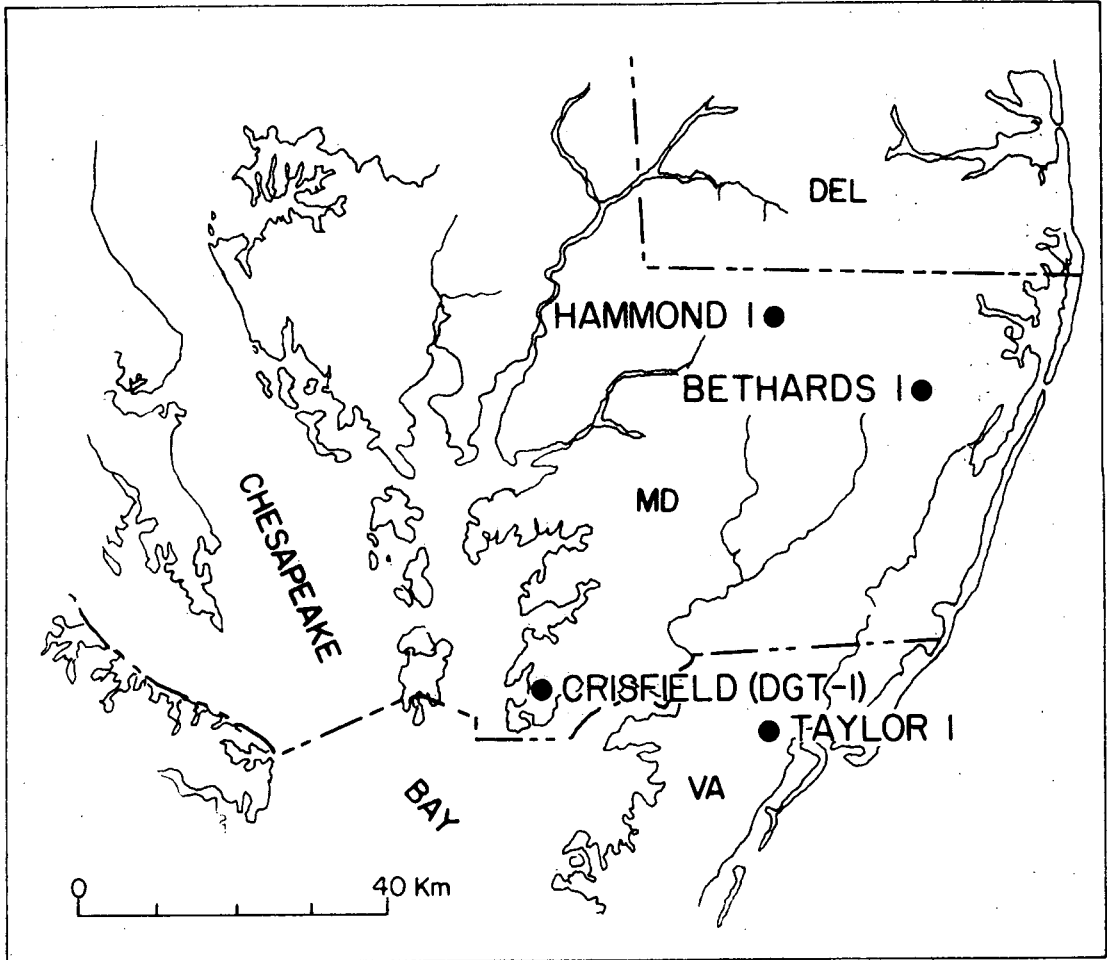 DEL
HAMMOND 1
BETHARDS 1
MD
CHESAPEAKE
CRISFIELD (DGT-1)
TAYLOR 1
VA
BAY
0
40 Km